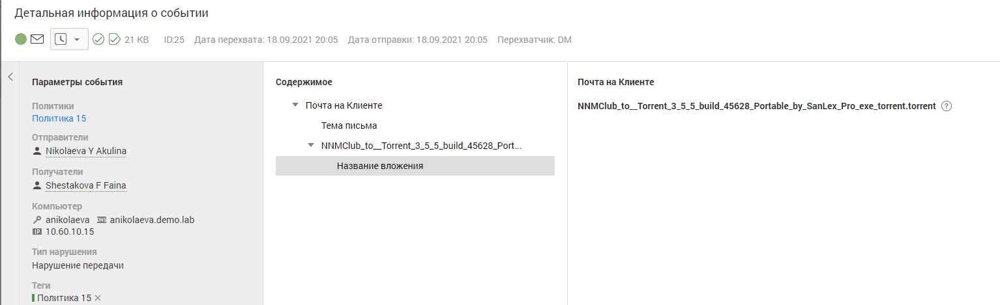 Детальная информация о событии
21 KB ID:25 Дата перехвата: 18.09.2021 20:05 Дата отправки: 18.09.2021 20:05 Перехватчик: DM
Параметры события
Политики
Политика 15
Отправители
Nikolaeva Y Akulina
Получатели
Shestakova F Faina
Компьютер
anikolaeva DNS anikolaeva.demo.lab
IP 10.60.10.15
Тип нарушения
Нарушение передачи
Теги
Политика 15
Содержимое
Почта на Клиенте
Тема письма
NNMClub_to__Torrent_3_5_5_build_45628_Port...
Название вложения
Почта на Клиенте
NNMClub_to__Torrent_3_5_5_build_45628_Portable_by_SanLex_Pro_exe_torrent.torrent ?